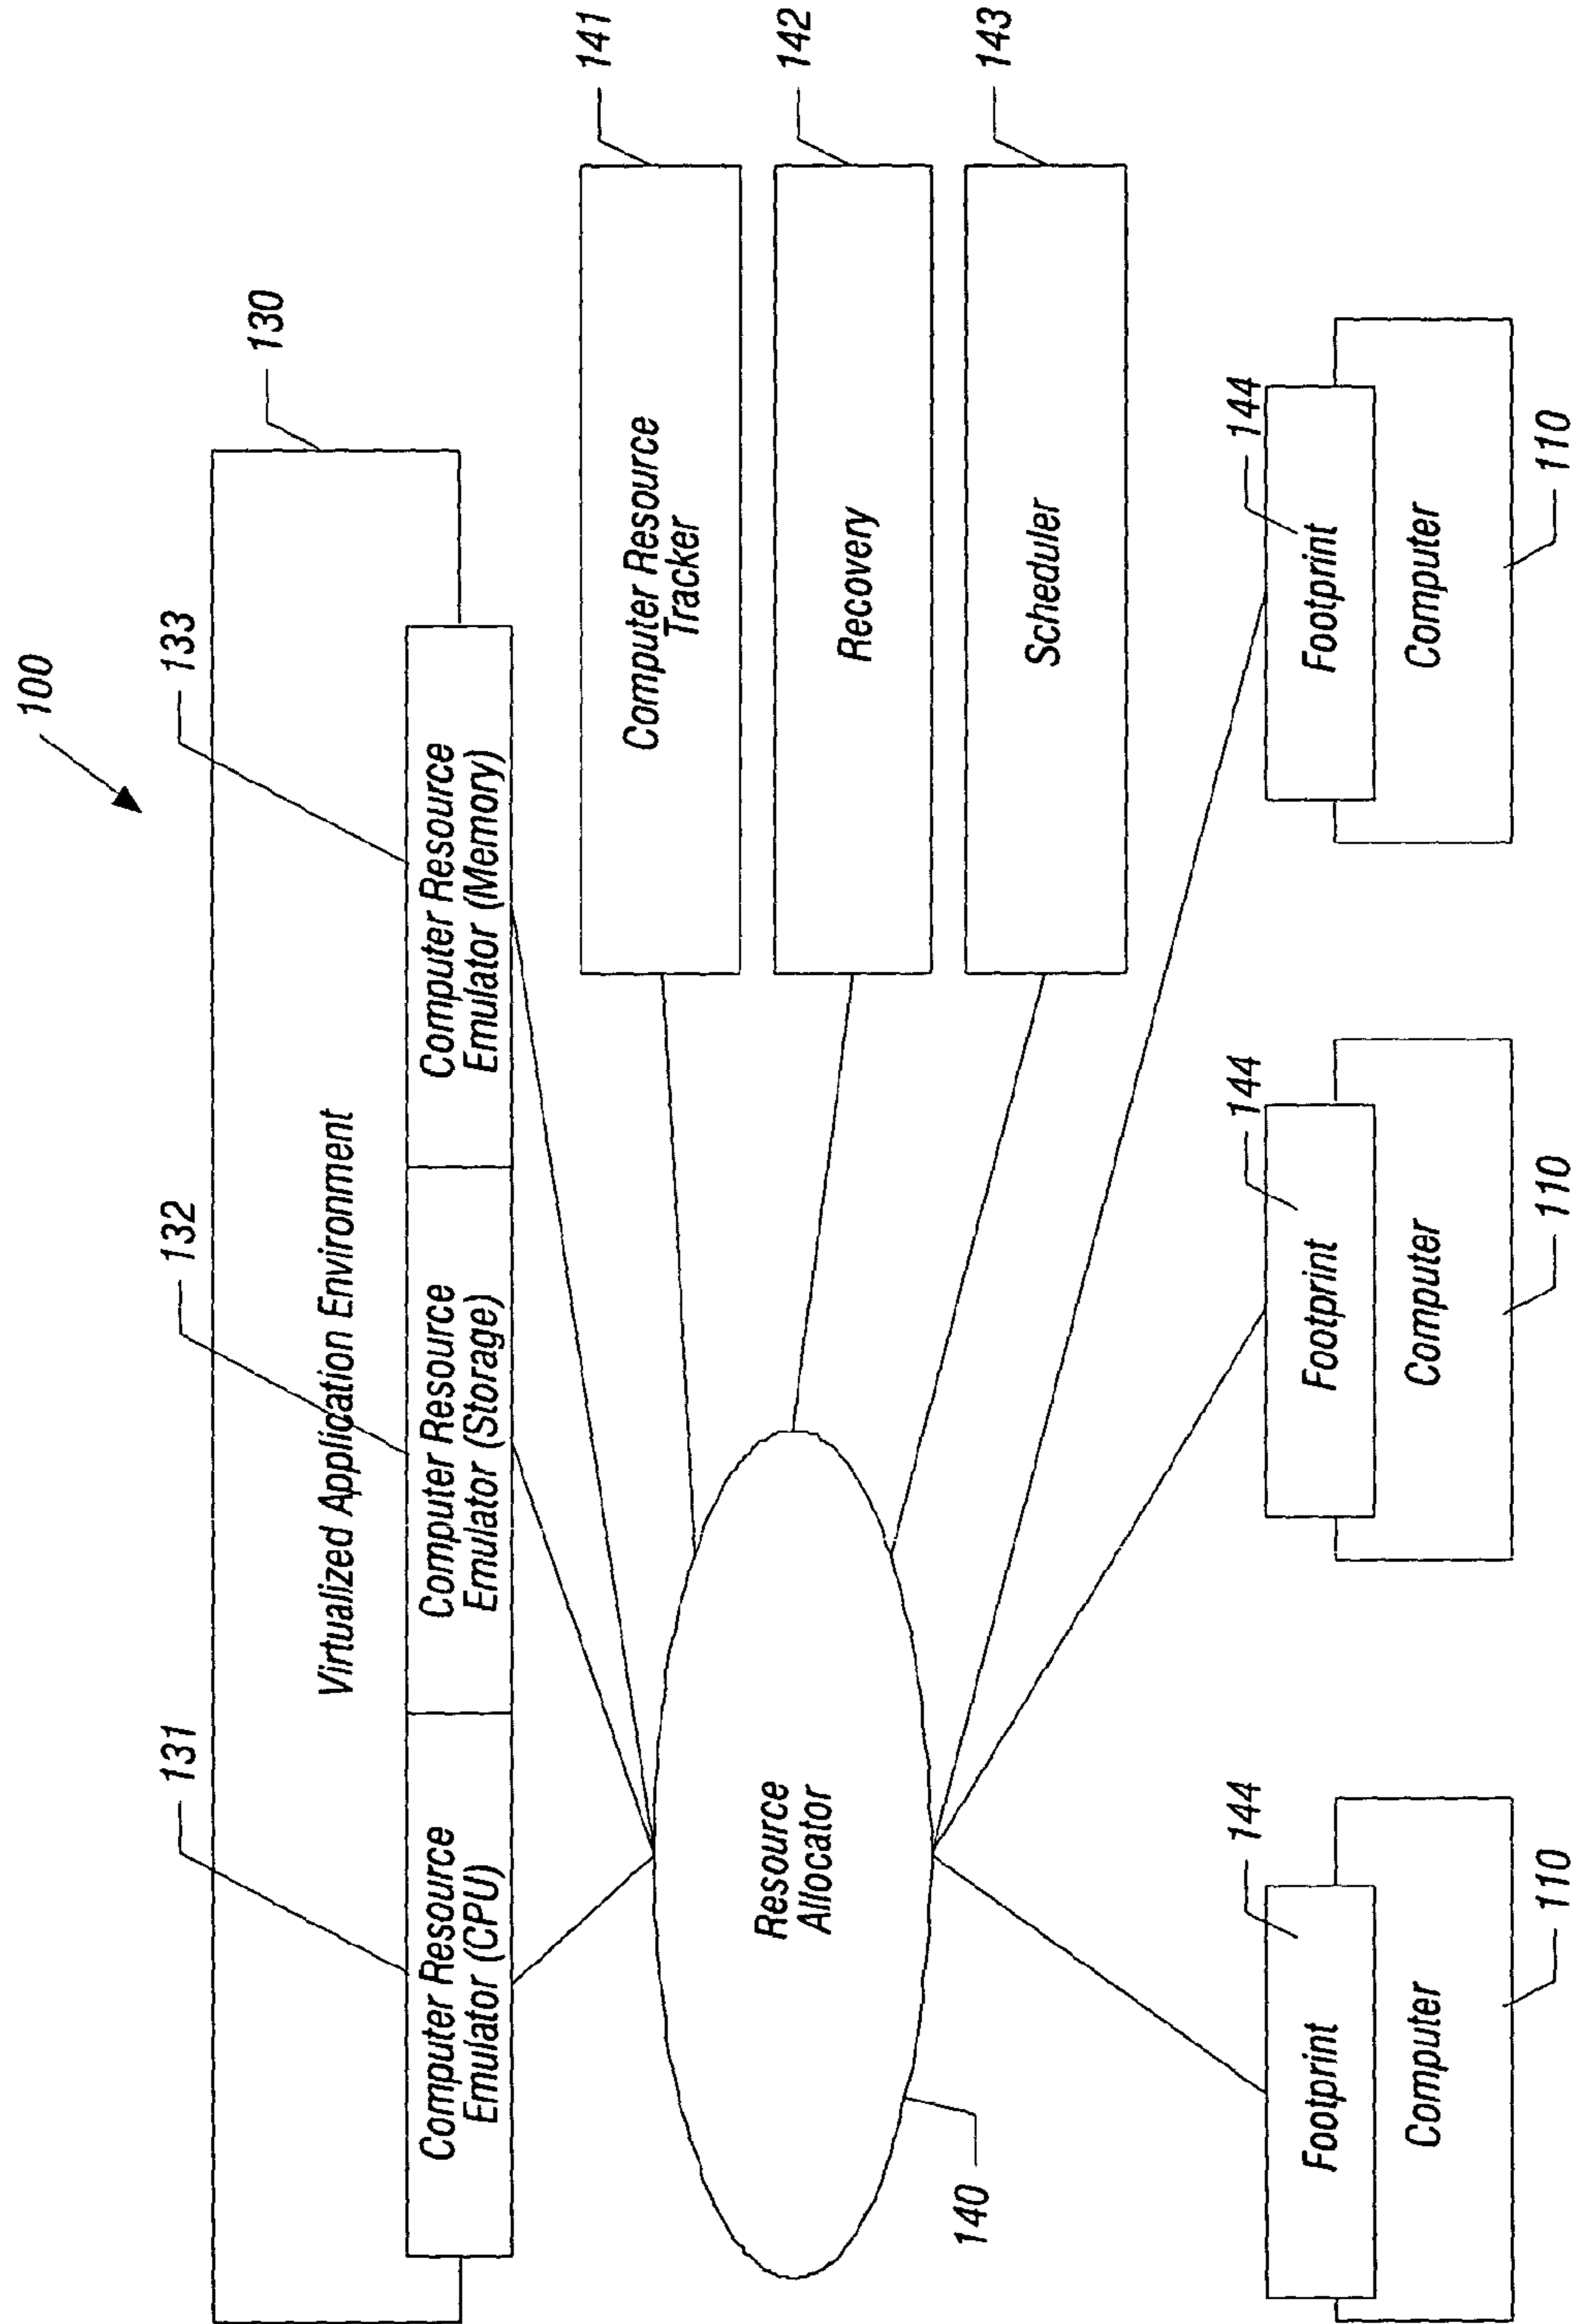 100
130
131
132
133
Virtualized Application Environment
Computer Resource
Emulator (CPU)
Computer Resource
Emulator (Storage)
Computer Resource
Emulator (Memory)
141
Computer Resource
Tracker
142
Recovery
143
Scheduler
Resource
Allocator
140
144
Footprint
Computer
110
144
Footprint
Computer
110
144
Footprint
Computer
110